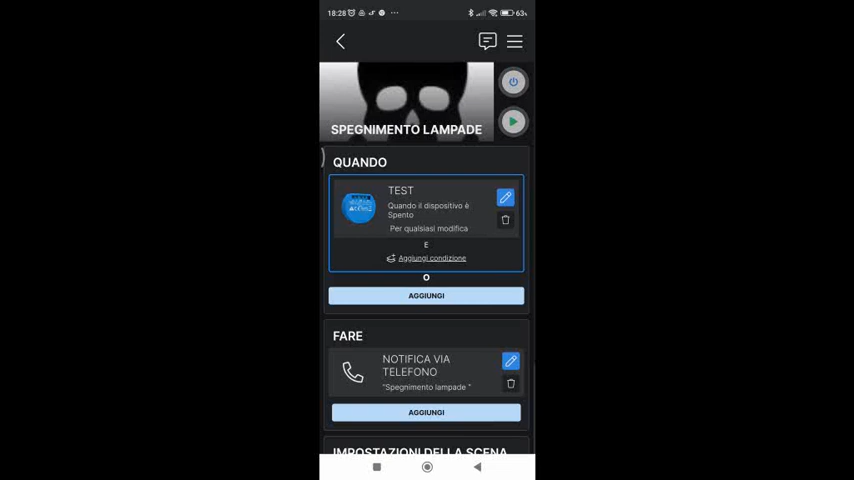 18:28
63%
SPEGNIMENTO LAMPADE
QUANDO
TEST
Quando il dispositivo è
Spento
Per qualsiasi modifica
E
Aggiungi condizione
O
AGGIUNGI
FARE
NOTIFICA VIA
TELEFONO
"Spegnimento lampade "
AGGIUNGI
IMPOSTAZIONI DELLA SCENA